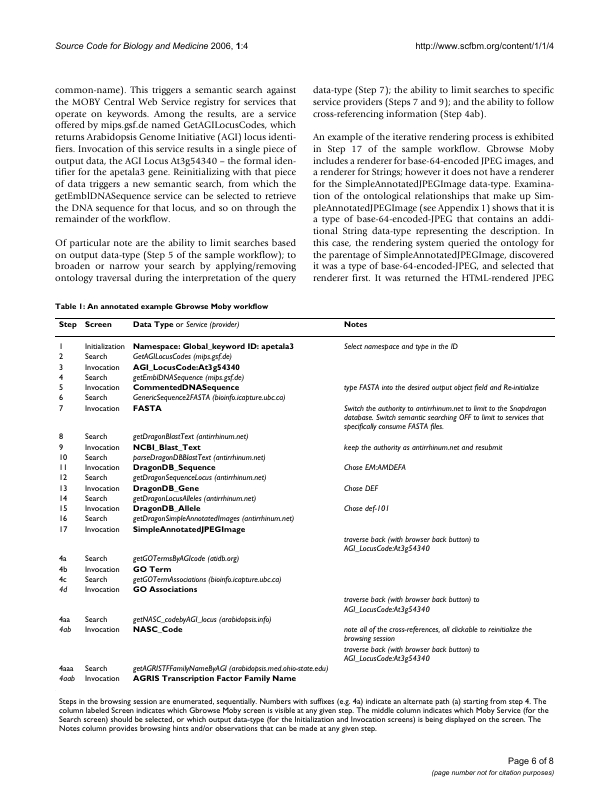 Source Code for Biology and Medicine 2006, 1:4
http://www.scfbm.org/content/1/1/4
common-name). This triggers a semantic search against
the MOBY Central Web Service registry for services that
operate on keywords. Among the results, are a service
offered by mips.gsf.de named GetAGILocusCodes, which
returns Arabidopsis Genome Initiative (AGI) locus identi-
fiers. Invocation of this service results in a single piece of
output data, the AGI Locus At3g54340 – the formal iden-
tifier for the apetala3 gene. Reinitializing with that piece
of data triggers a new semantic search, from which the
getEmblDNASequence service can be selected to retrieve
the DNA sequence for that locus, and so on through the
remainder of the workflow.
Of particular note are the ability to limit searches based
on output data-type (Step 5 of the sample workflow); to
broaden or narrow your search by applying/removing
ontology traversal during the interpretation of the query
data-type (Step 7); the ability to limit searches to specific
service providers (Steps 7 and 9); and the ability to follow
cross-referencing information (Step 4ab).
An example of the iterative rendering process is exhibited
in Step 17 of the sample workflow. Gbrowse Moby
includes a renderer for base-64-encoded JPEG images, and
a renderer for Strings; however it does not have a renderer
for the SimpleAnnotatedJPEGImage data-type. Examina-
tion of the ontological relationships that make up Sim-
pleAnnotatedJPEGImage (see Appendix 1) shows that it is
a type of base-64-encoded-JPEG that contains an addi-
tional String data-type representing the description. In
this case, the rendering system queried the ontology for
the parentage of SimpleAnnotatedJPEGImage, discovered
it was a type of base-64-encoded-JPEG, and selected that
renderer first. It was returned the HTML-rendered JPEG
Table 1: An annotated example Gbrowse Moby workflow
Step Screen Data Type or Service (provider) Notes
1 Initialization Namespace: Global_keyword ID: apetala3 Select namespace and type in the ID
2 Search GetAGILocusCodes (mips.gsf.de)
3 Invocation AGI_LocusCode:At3g54340
4 Search getEmblDNASequence (mips.gsf.de)
5 Invocation CommentedDNASequence type FASTA into the desired output object field and Re-initialize
6 Search GenericSequence2FASTA (bioinfo.icapture.ubc.ca)
7 Invocation FASTA Switch the authority to antirrhinum.net to limit to the Snapdragon
database. Switch semantic searching OFF to limit to services that
specifically consume FASTA files.
8 Search getDragonBlastText (antirrhinum.net)
9 Invocation NCBI_Blast_Text keep the authority as antirrhinum.net and resubmit
10 Search parseDragonDBBlastText (antirrhinum.net)
11 Invocation DragonDB_Sequence Chose EM:AMDEFA
12 Search getDragonSequenceLocus (antirrhinum.net)
13 Invocation DragonDB_Gene Chose DEF
14 Search getDragonLocusAlleles (antirrhinum.net)
15 Invocation DragonDB_Allele Chose def-101
16 Search getDragonSimpleAnnotatedImages (antirrhinum.net)
17 Invocation SimpleAnnotatedJPEGImage
traverse back (with browser back button) to
AGI_LocusCode:At3g54340
4a Search getGOTermsByAGIcode (atidb.org)
4b Invocation GO Term
4c Search getGOTermAssociations (bioinfo.icapture.ubc.ca)
4d Invocation GO Associations
traverse back (with browser back button) to
AGI_LocusCode:At3g54340
4aa Search getNASC_codebyAGI_locus (arabidopsis.info)
4ab Invocation NASC_Code note all of the cross-references, all clickable to reinitialize the
browsing session
traverse back (with browser back button) to
AGI_LocusCode:At3g54340
4aaa Search getAGRISTFFamilyNameByAGI (arabidopsis.med.ohio-state.edu)
4aab Invocation AGRIS Transcription Factor Family Name
Steps in the browsing session are enumerated, sequentially. Numbers with suffixes (e.g. 4a) indicate an alternate path (a) starting from step 4. The
column labeled Screen indicates which Gbrowse Moby screen is visible at any given step. The middle column indicates which Moby Service (for the
Search screen) should be selected, or which output data-type (for the Initialization and Invocation screens) is being displayed on the screen. The
Notes column provides browsing hints and/or observations that can be made at any given step.
Page 6 of 8
(page number not for citation purposes)